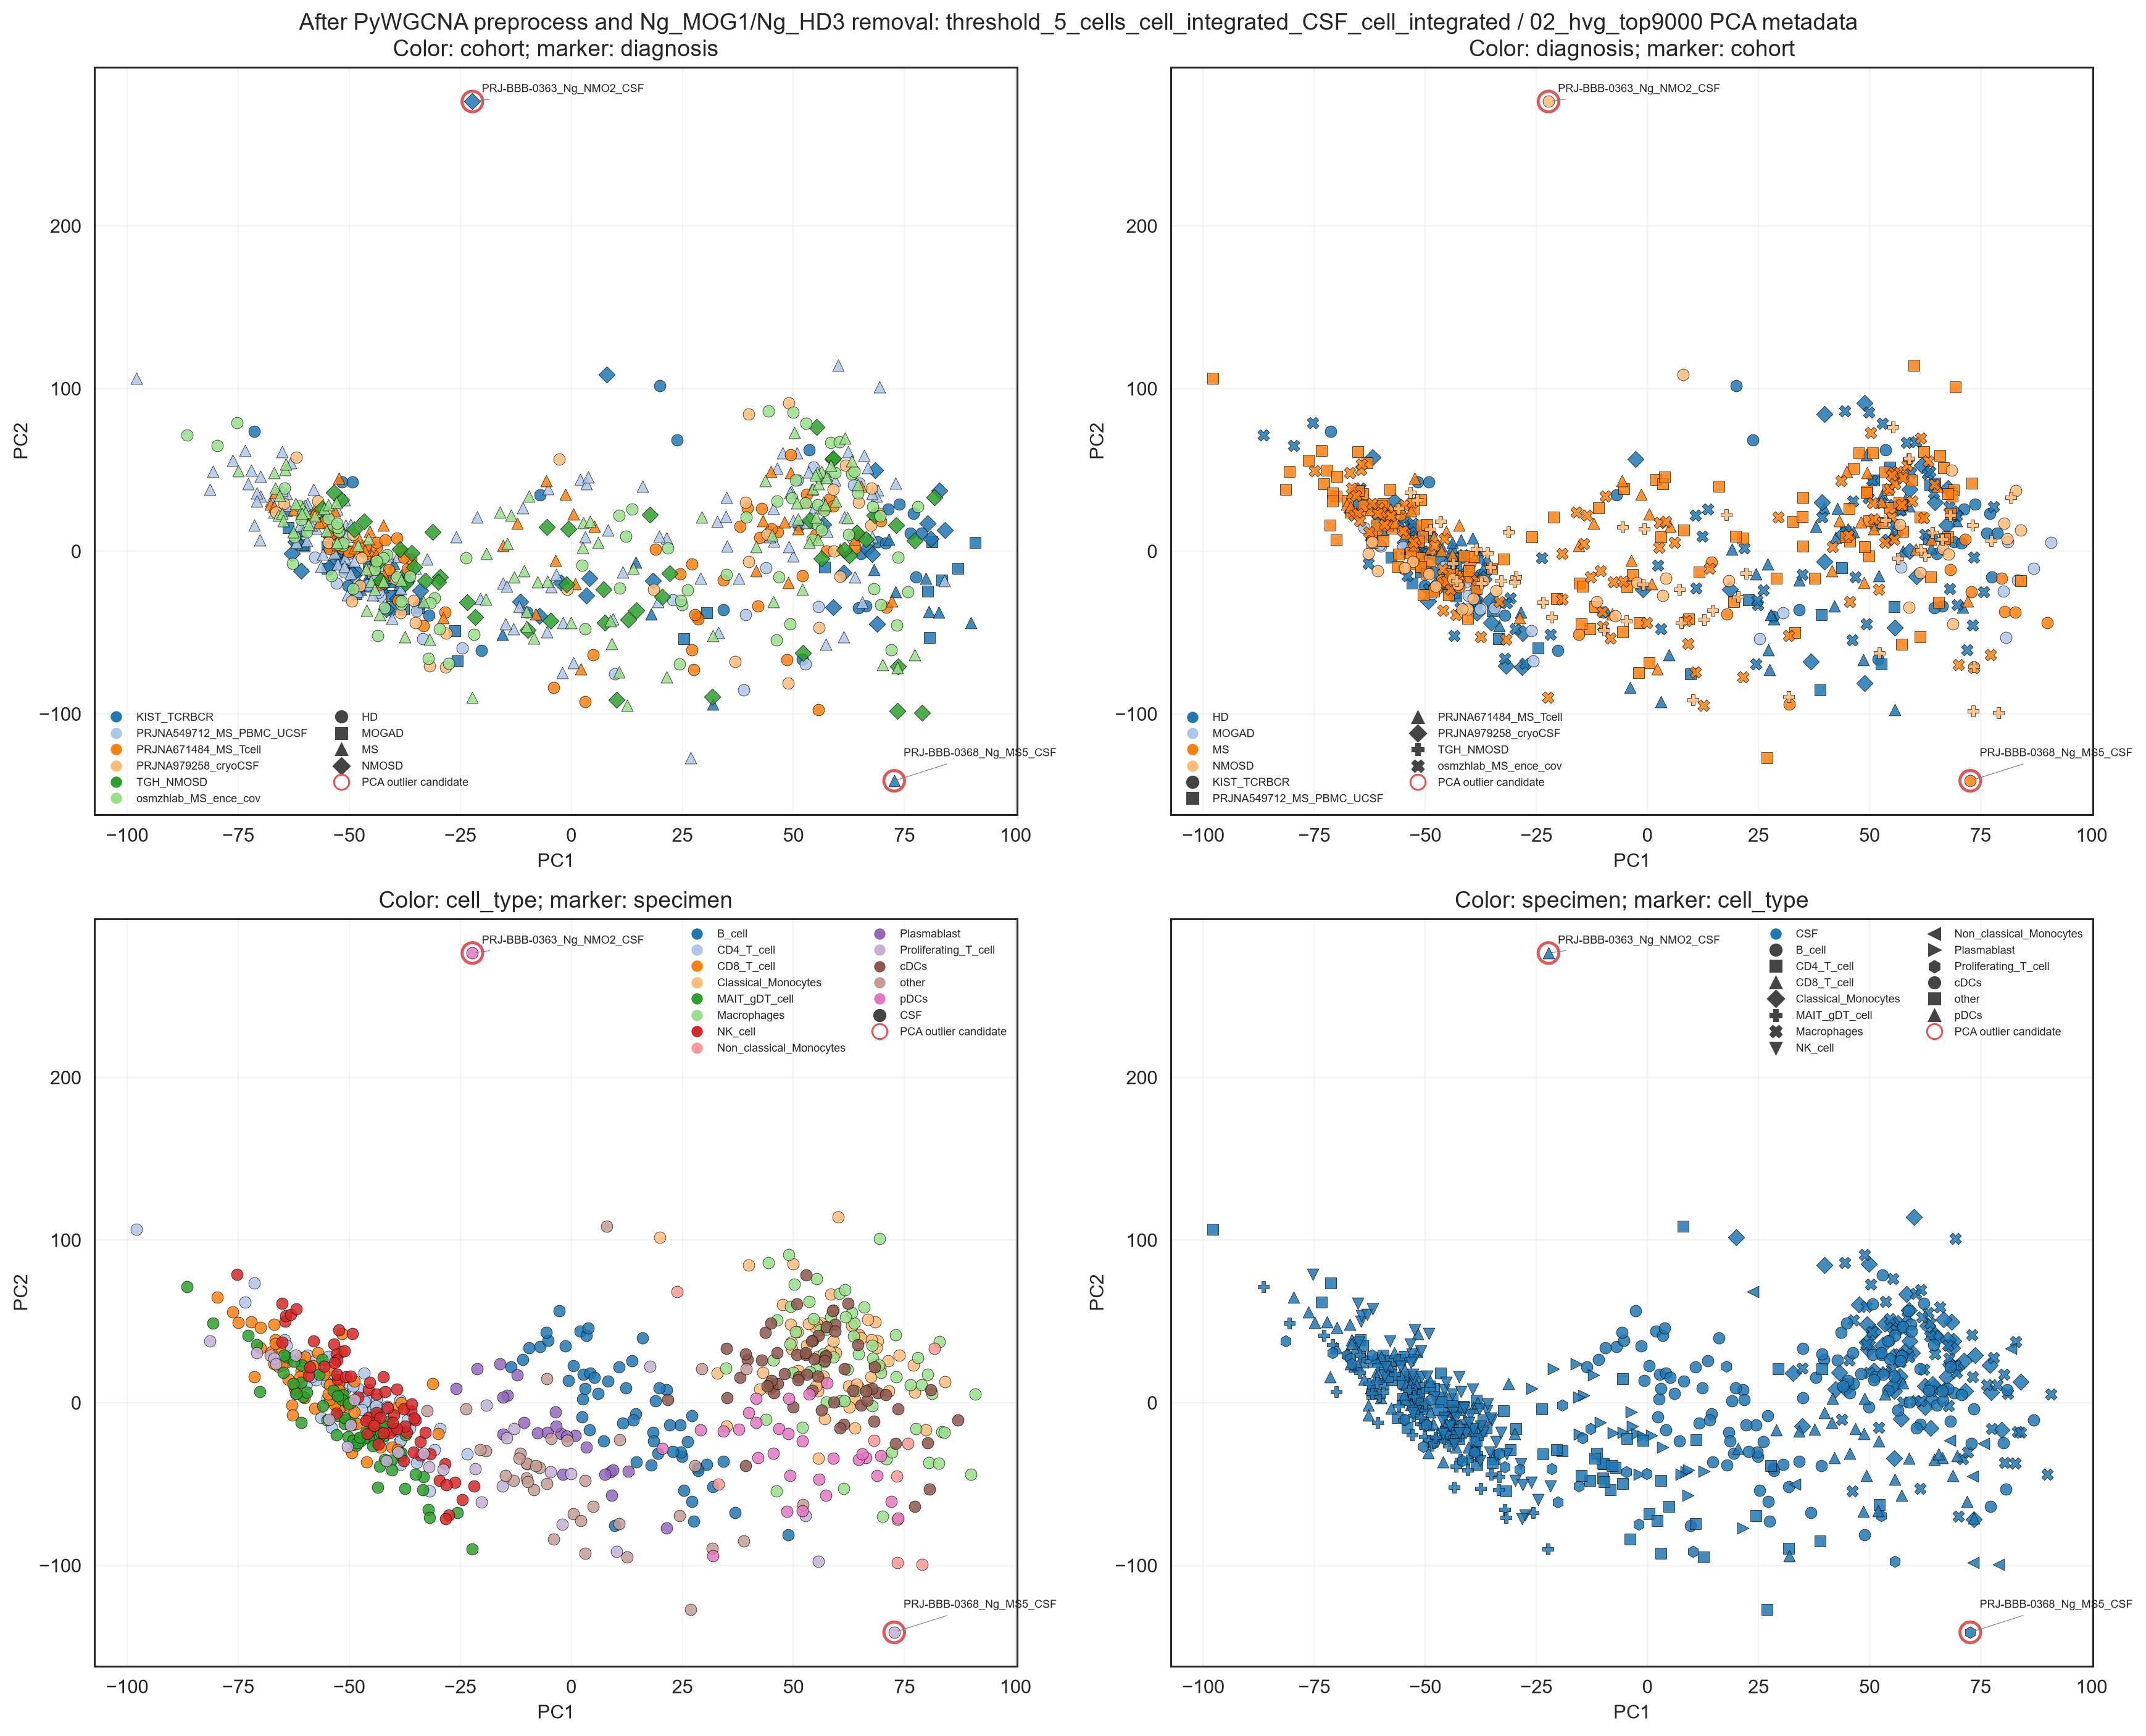 After PyWGCNA preprocess and Ng_MOG1/Ng_HD3 removal: threshold_5_cells_cell_integrated_CSF_cell_integrated / 02_hvg_top9000 PCA metadata
Color: cohort; marker: diagnosis
PRJ-BBB-0363_Ng_NMO2_CSF
200
100
0
−100
PC2
KIST_TCRBCR
PRJNA549712_MS_PBMC_UCSF
PRJNA671484_MS_Tcell
PRJNA979258_cryoCSF
TGH_NMOSD
osmzhlab_MS_ence_cov
HD
MOGAD
MS
NMOSD
PCA outlier candidate
PRJ-BBB-0368_Ng_MS5_CSF
−100 −75 −50 −25 0 25 50 75 100
PC1
Color: diagnosis; marker: cohort
PRJ-BBB-0363_Ng_NMO2_CSF
200
100
0
−100
PC2
HD
MOGAD
MS
NMOSD
KIST_TCRBCR
PRJNA549712_MS_PBMC_UCSF
PRJNA671484_MS_Tcell
PRJNA979258_cryoCSF
TGH_NMOSD
osmzhlab_MS_ence_cov
PCA outlier candidate
PRJ-BBB-0368_Ng_MS5_CSF
−100 −75 −50 −25 0 25 50 75 100
PC1
Color: cell_type; marker: specimen
PRJ-BBB-0363_Ng_NMO2_CSF
B_cell
CD4_T_cell
CD8_T_cell
Classical_Monocytes
MAIT_gDT_cell
Macrophages
NK_cell
Non_classical_Monocytes
Plasmablast
Proliferating_T_cell
cDCs
other
pDCs
CSF
PCA outlier candidate
200
100
0
−100
PC2
PRJ-BBB-0368_Ng_MS5_CSF
−100 −75 −50 −25 0 25 50 75 100
PC1
Color: specimen; marker: cell_type
PRJ-BBB-0363_Ng_NMO2_CSF
CSF
B_cell
CD4_T_cell
CD8_T_cell
Classical_Monocytes
MAIT_gDT_cell
Macrophages
NK_cell
Non_classical_Monocytes
Plasmablast
Proliferating_T_cell
cDCs
other
pDCs
PCA outlier candidate
200
100
0
−100
PC2
PRJ-BBB-0368_Ng_MS5_CSF
−100 −75 −50 −25 0 25 50 75 100
PC1